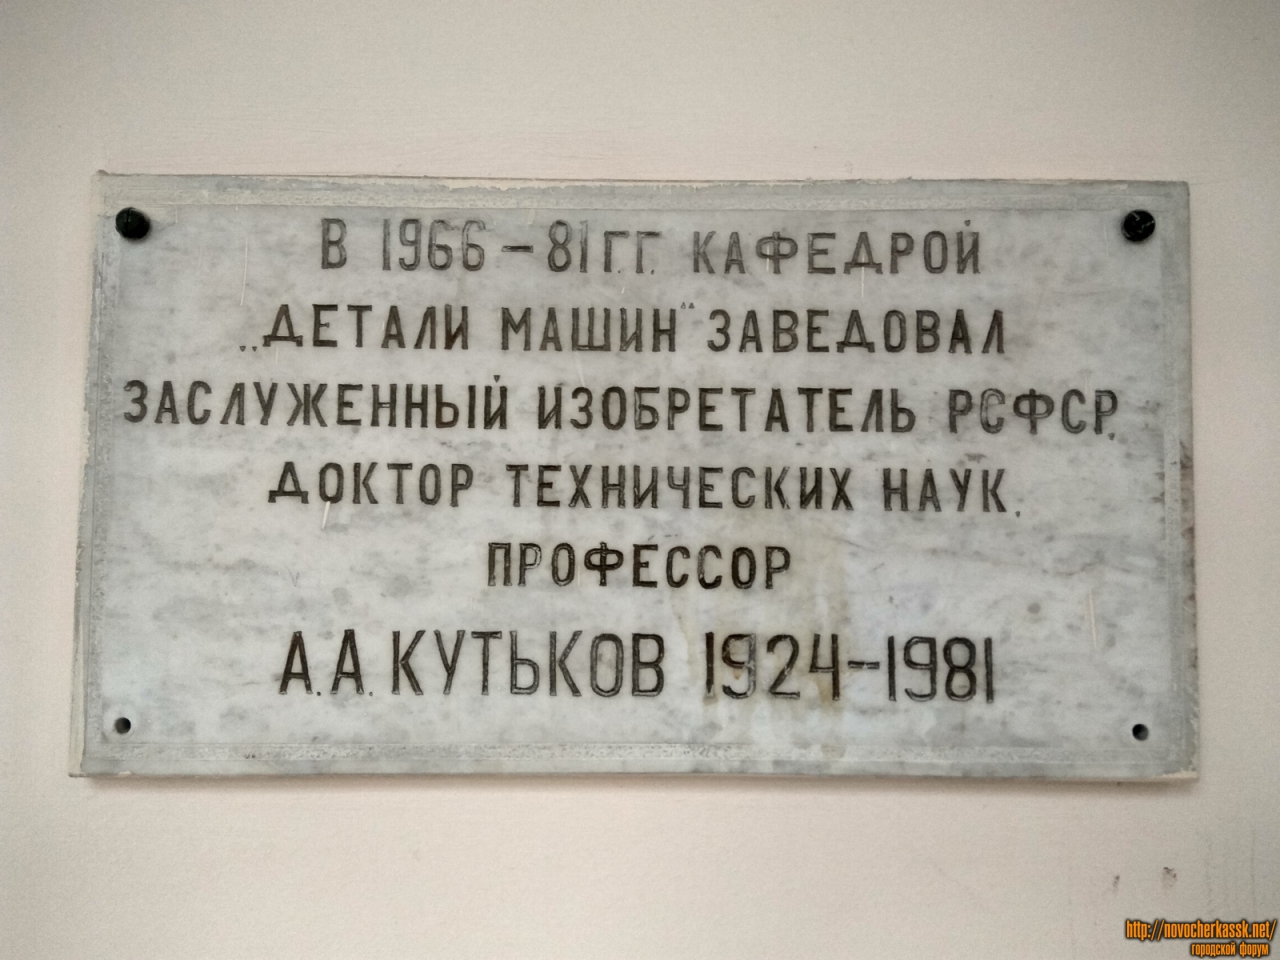 В 1966 – 81 Г.Г. КАФЕДРОЙ
„ДЕТАЛИ МАШИН" ЗАВЕДОВАЛ
ЗАСЛУЖЕННЫЙ ИЗОБРЕТАТЕЛЬ РСФСР,
ДОКТОР ТЕХНИЧЕСКИХ НАУК,
ПРОФЕССОР
А.А. КУТЬКОВ 1924–1981
http://novocherkassk.net/
городской форум